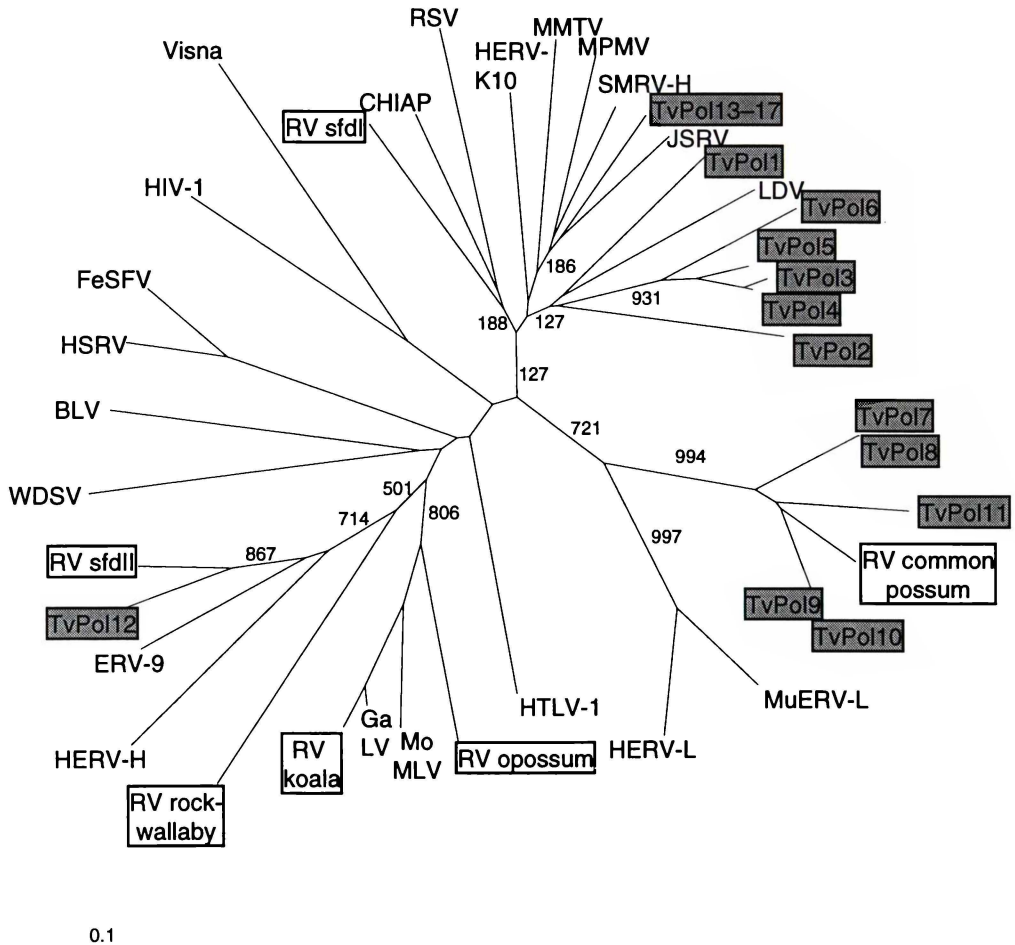 RSV
MMTV
Visna
HERV-
K10
MPMV
SMRV-H
CHIAP
RV sfdI
TvPol13–17
JSRV
TvPol1
HIV-1
LDV
TvPol6
TvPol5
186
TvPol3
FeSFV
931
TvPol4
188
127
HSRV
TvPol2
127
BLV
TvPol7
721
TvPol8
994
WDSV
501
806
TvPol11
714
997
RV sfdII
867
RV common
possum
TvPol9
TvPol12
TvPol10
ERV-9
MuERV-L
HTLV-1
Ga
LV
Mo
MLV
HERV-L
RV
koala
RV opossum
HERV-H
RV rock-
wallaby
0.1